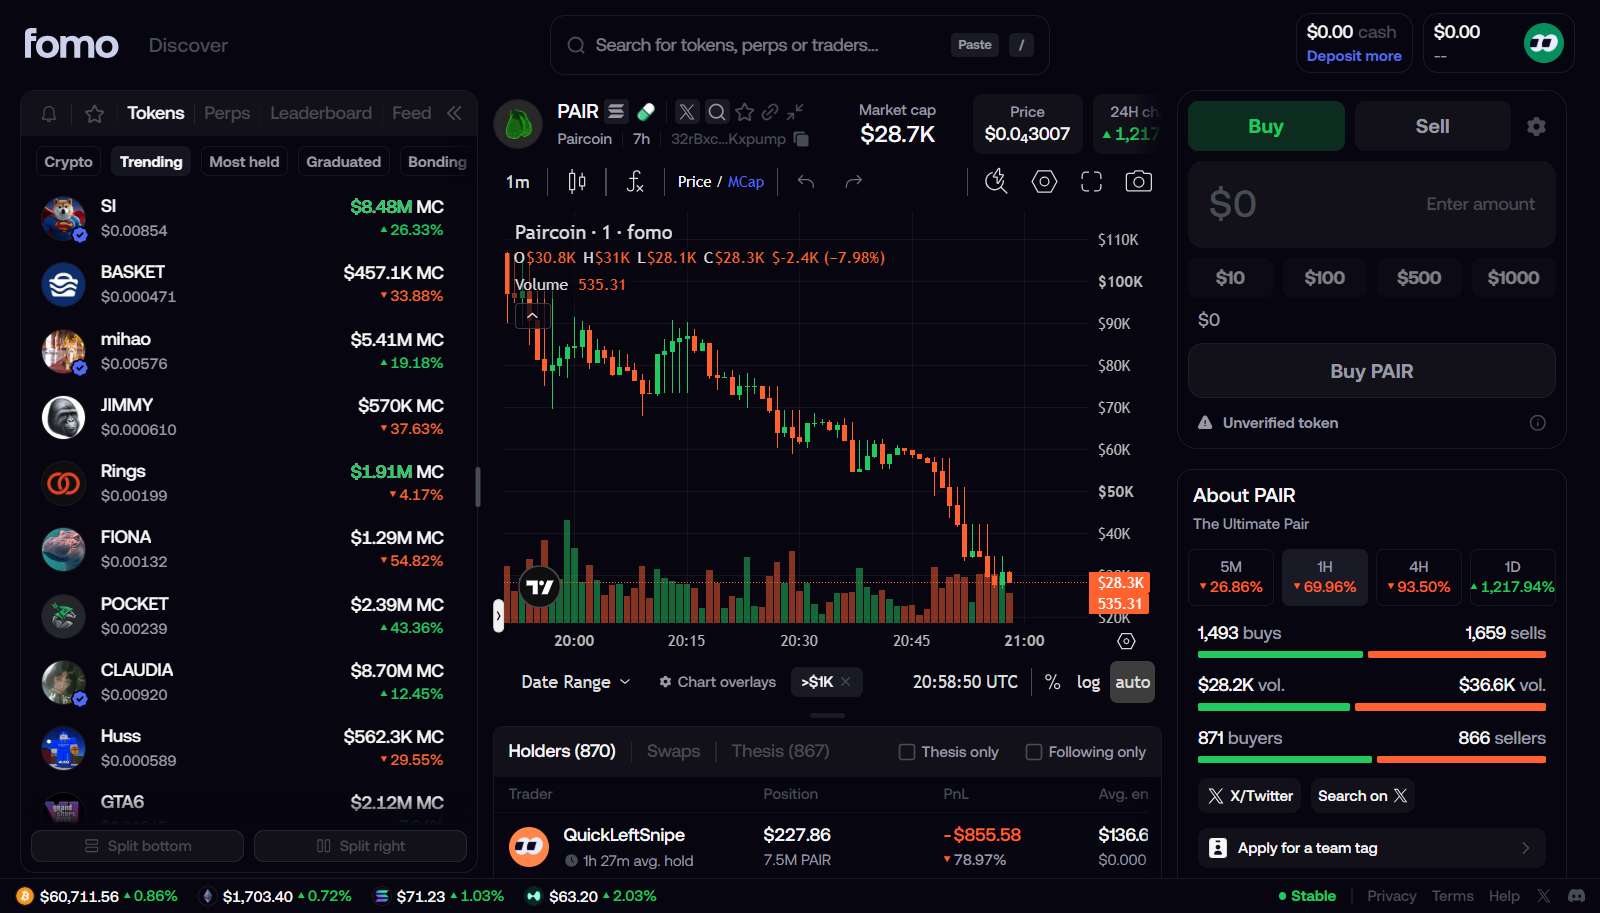 fomo
Discover
Search for tokens, perps or traders...
Paste
/
$0.00 cash
Deposit more
$0.00
--
Tokens
Perps
Leaderboard
Feed
Crypto
Trending
Most held
Graduated
Bonding
SI
$8.48M MC
$0.00854
26.33%
BASKET
$457.1K MC
$0.000471
33.88%
mihao
$5.41M MC
$0.00576
19.18%
JIMMY
$570K MC
$0.000610
37.63%
Rings
$1.91M MC
$0.00199
4.17%
FIONA
$1.29M MC
$0.00132
54.82%
POCKET
$2.39M MC
$0.00239
43.36%
CLAUDIA
$8.70M MC
$0.00920
12.45%
Huss
$562.3K MC
$0.000589
29.55%
GTA6
$2.12M MC
Split bottom
Split right
PAIR
Paircoin
7h
32rBxc...Kxpump
Market cap
$28.7K
Price
$0.0₄3007
24H ch
1,217
1m
Price / MCap
Paircoin · 1 · fomo
O$30.8K H$31K L$28.1K C$28.3K $-2.4K (−7.98%)
Volume 535.31
$110K
$100K
$90K
$80K
$70K
$60K
$50K
$40K
$28.3K
535.31
$20K
20:00
20:15
20:30
20:45
21:00
Date Range
Chart overlays
>$1K
20:58:50 UTC
%
log
auto
Holders (870)
Swaps
Thesis (867)
Thesis only
Following only
Trader
Position
PnL
Avg. en
QuickLeftSnipe
$227.86
-$855.58
$136.6
1h 27m avg. hold
7.5M PAIR
78.97%
$0.000
Buy
Sell
$0
Enter amount
$10
$100
$500
$1000
$0
Buy PAIR
Unverified token
About PAIR
The Ultimate Pair
5M
26.86%
1H
69.96%
4H
93.50%
1D
1,217.94%
1,493 buys
1,659 sells
$28.2K vol.
$36.6K vol.
871 buyers
866 sellers
X/Twitter
Search on X
Apply for a team tag
$60,711.56 0.86%
$1,703.40 0.72%
$71.23 1.03%
$63.20 2.03%
Stable
Privacy
Terms
Help